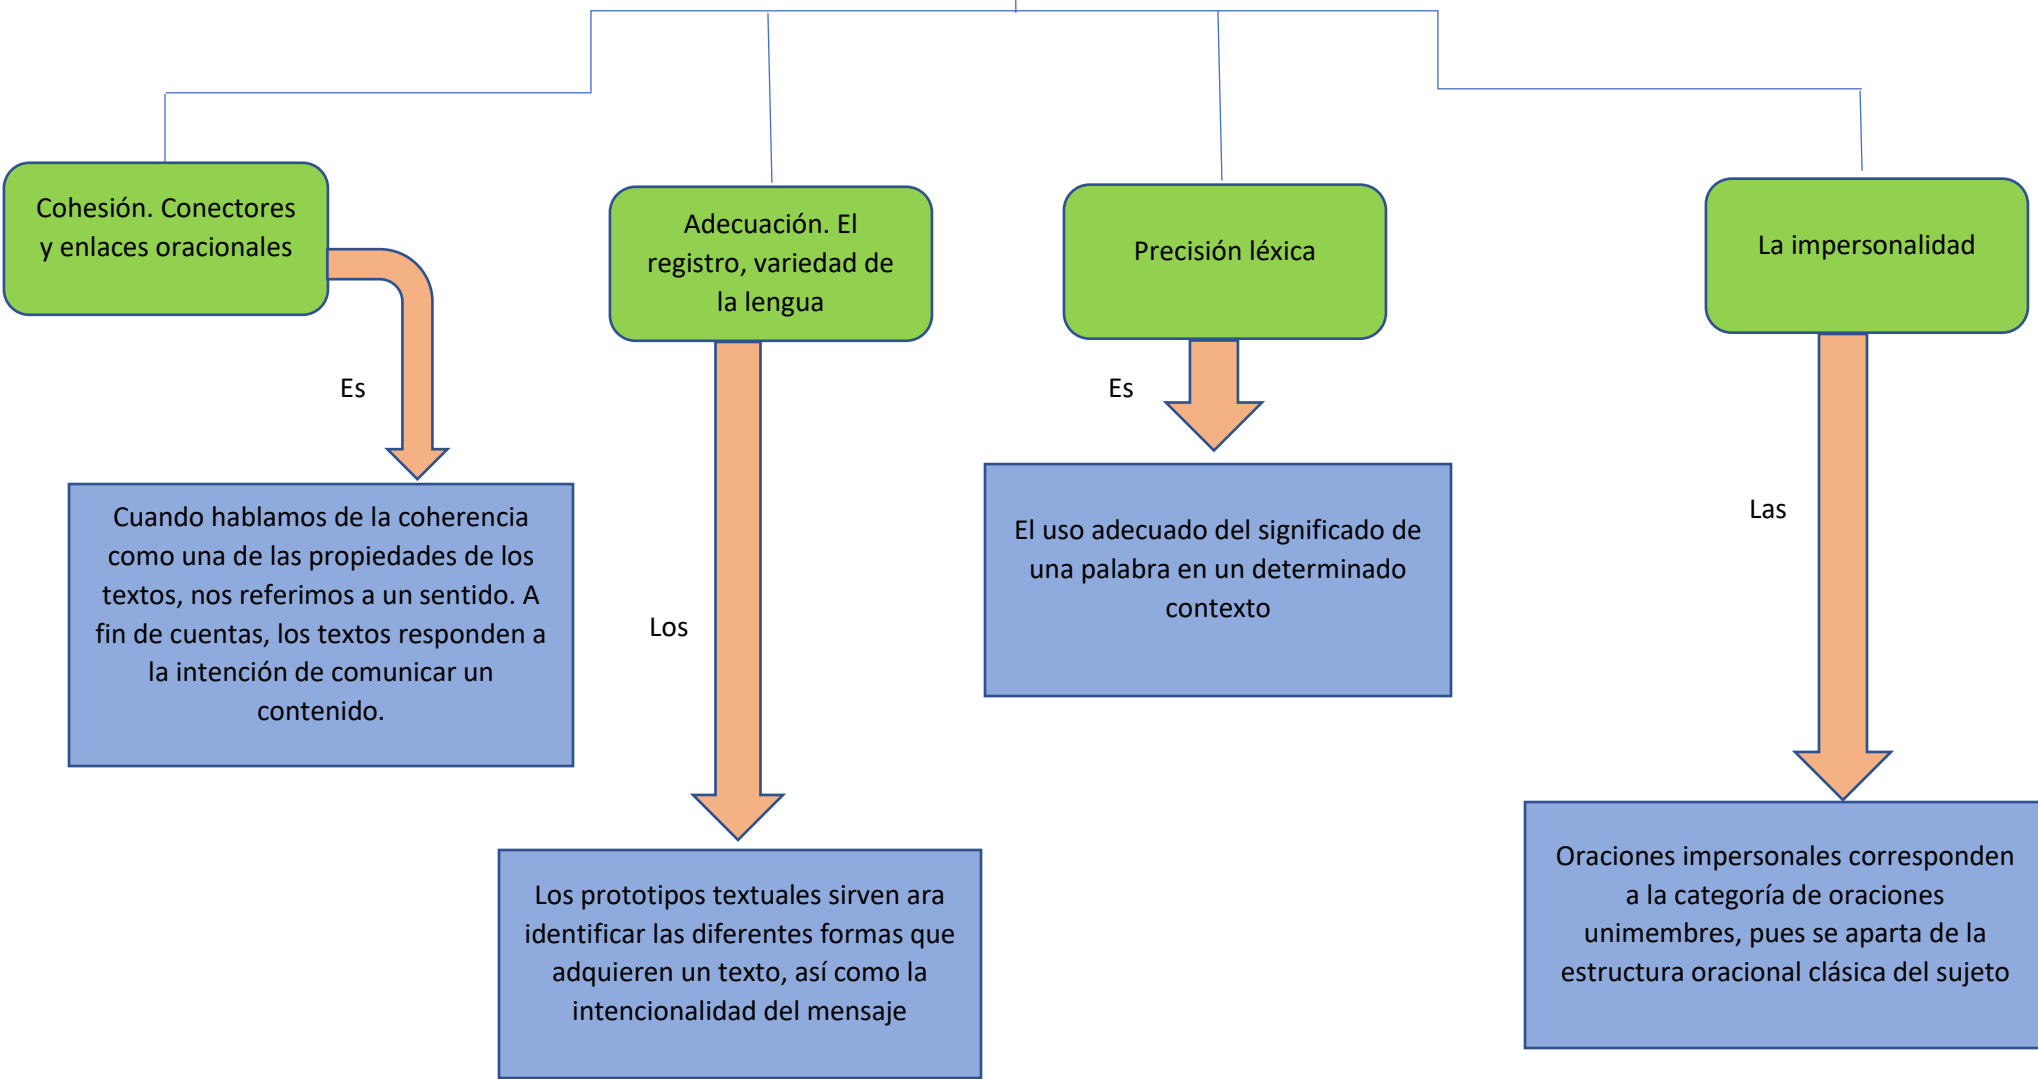 Cohesión. Conectores
y enlaces oracionales
Es
Cuando hablamos de la coherencia
como una de las propiedades de los
textos, nos referimos a un sentido. A
fin de cuentas, los textos responden a
la intención de comunicar un
contenido.
Adecuación. El
registro, variedad de
la lengua
Los
Los prototipos textuales sirven ara
identificar las diferentes formas que
adquieren un texto, así como la
intencionalidad del mensaje
Precisión léxica
Es
El uso adecuado del significado de
una palabra en un determinado
contexto
La impersonalidad
Las
Oraciones impersonales corresponden
a la categoría de oraciones
unimembres, pues se aparta de la
estructura oracional clásica del sujeto